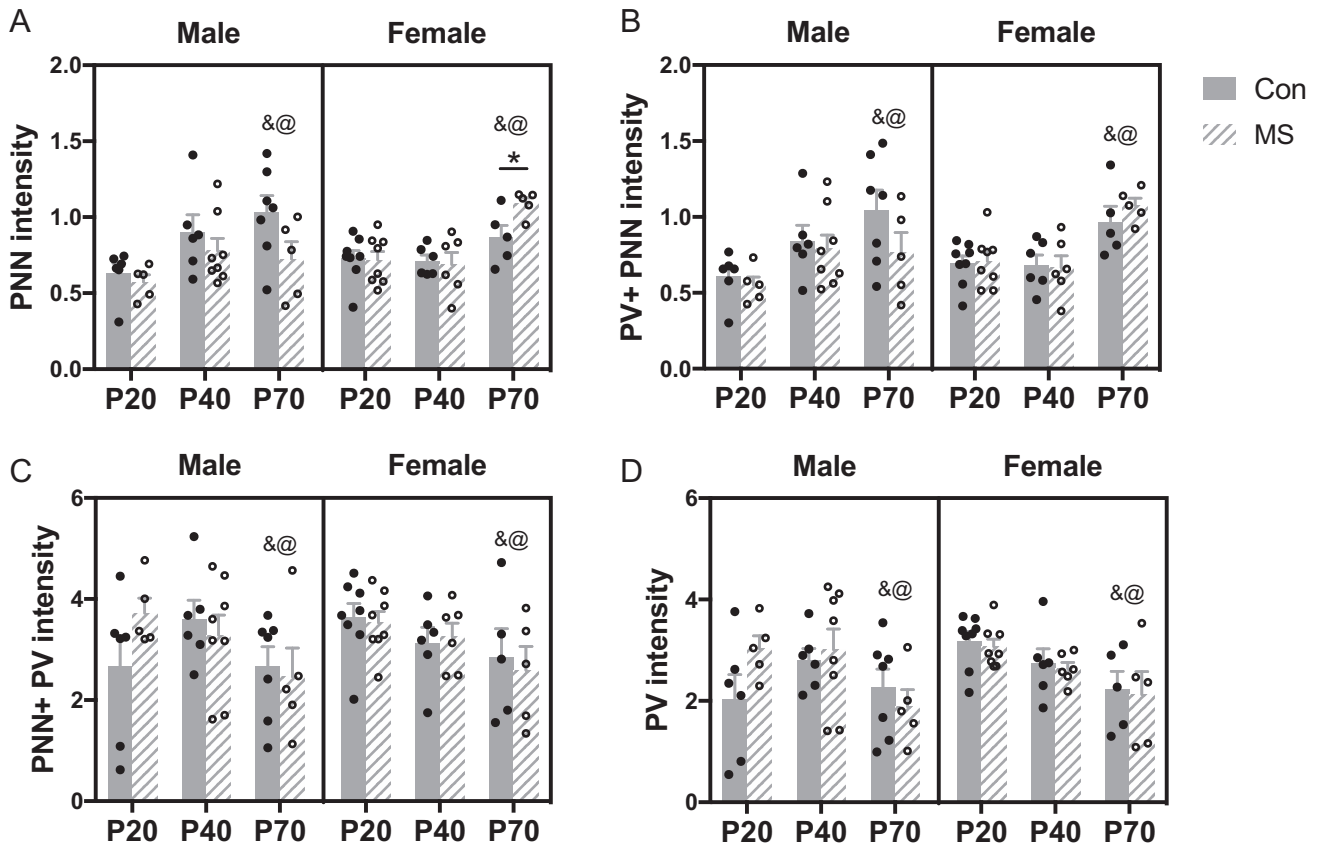 A
Male Female
PNN intensity
2.0
1.5
1.0
0.5
0.0
&@ &@
*
P20 P40 P70 P20 P40 P70
B
Male Female
PV+ PNN intensity
2.0
1.5
1.0
0.5
0.0
&@ &@
P20 P40 P70 P20 P40 P70
Con
MS
C
Male Female
PNN+ PV intensity
6
4
2
0
&@ &@
P20 P40 P70 P20 P40 P70
D
Male Female
PV intensity
6
4
2
0
&@ &@
P20 P40 P70 P20 P40 P70